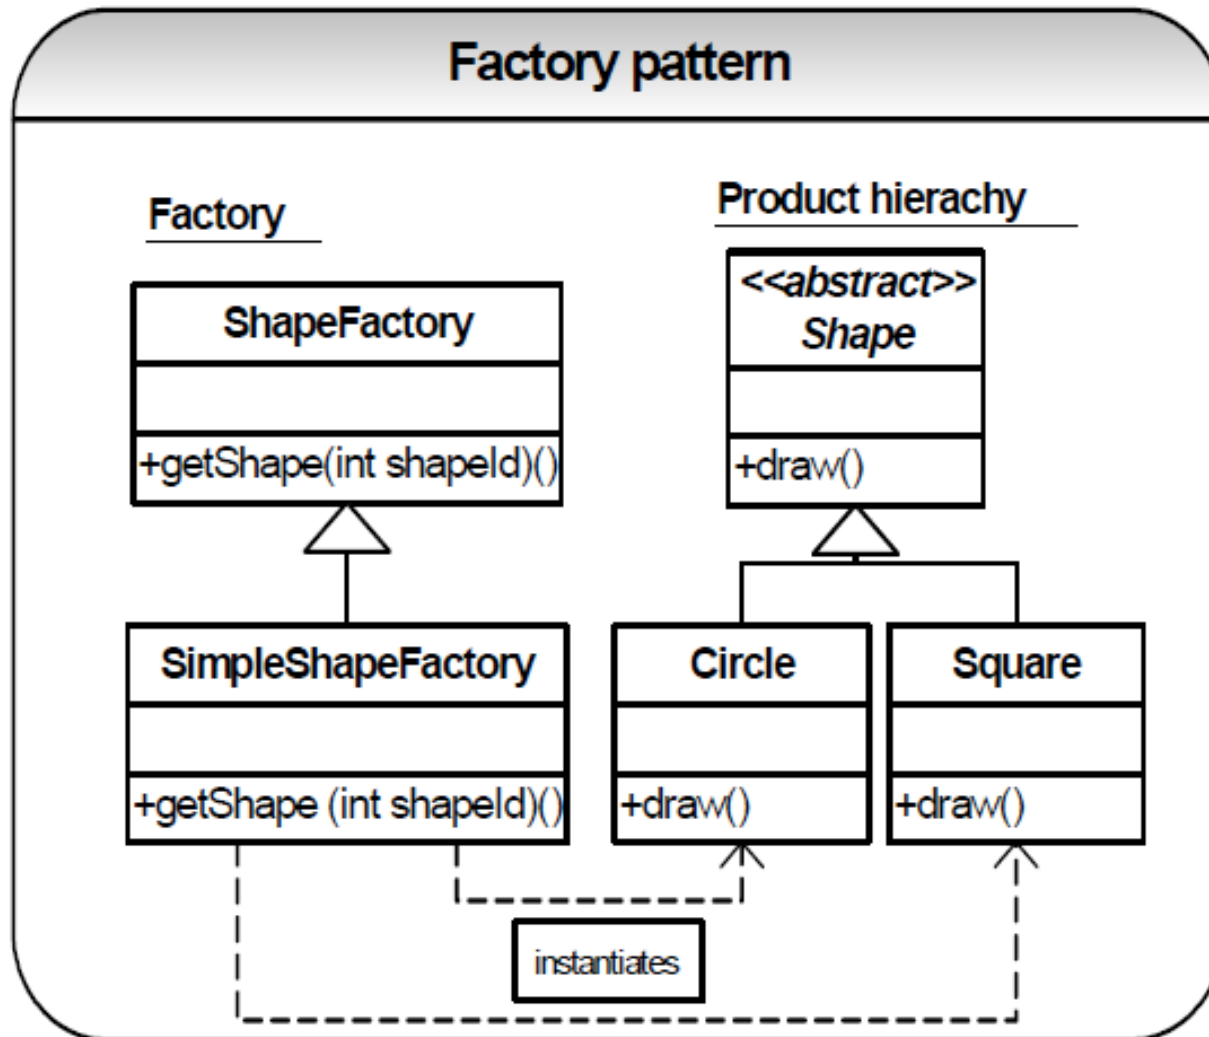 Factory pattern
Factory
Product hierachy
ShapeFactory
+getShape(int shapeId)()
<<abstract>>
Shape
+draw()
SimpleShapeFactory
+getShape (int shapeId)()
Circle
+draw()
Square
+draw()
instantiates